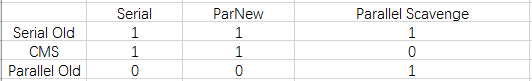 Serial ParNew Parallel Scavenge
Serial Old 1 1 1
CMS 1 1 0
Parallel Old 0 0 1